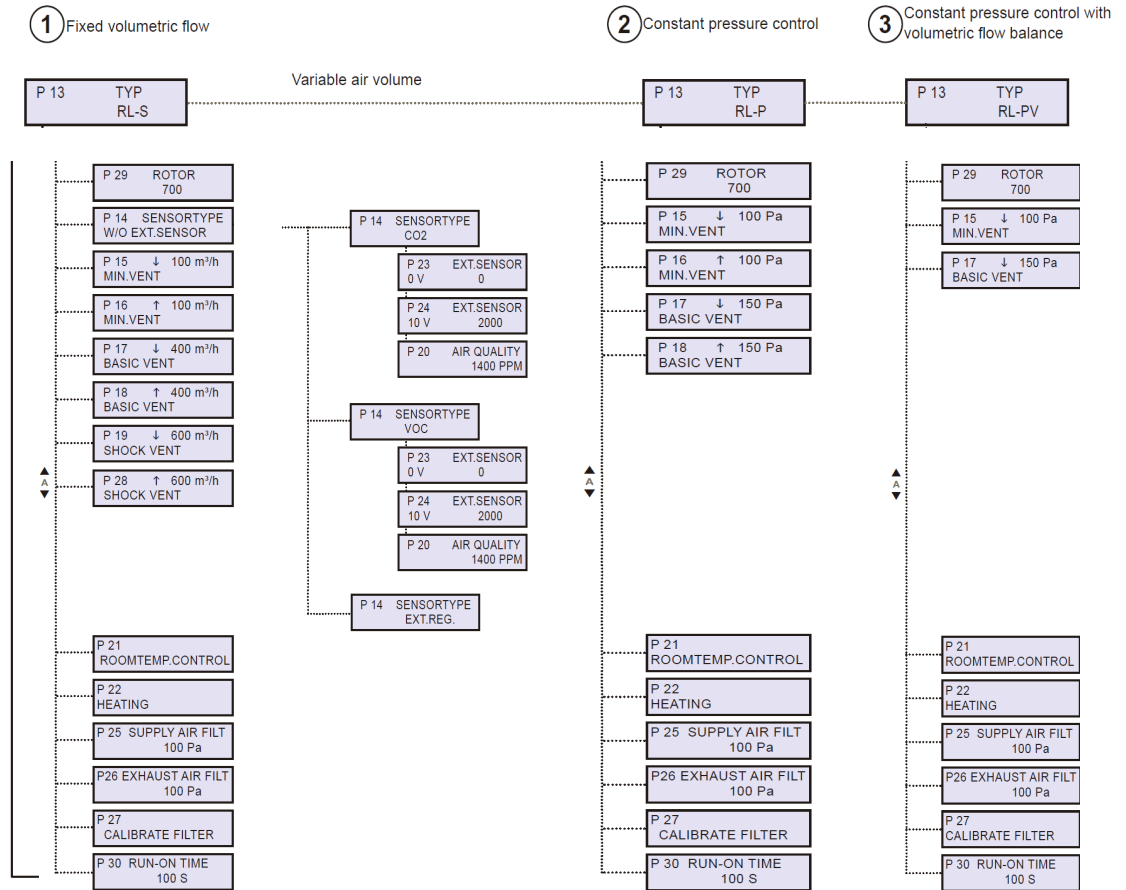 1 Fixed volumetric flow
P 13 TYP
RL-S
P 29 ROTOR
700
P 14 SENSORTYPE
W/O EXT.SENSOR
P 15 ↓ 100 m³/h
MIN.VENT
P 16 ↑ 100 m³/h
MIN.VENT
P 17 ↓ 400 m³/h
BASIC VENT
P 18 ↑ 400 m³/h
BASIC VENT
P 19 ↓ 600 m³/h
SHOCK VENT
P 28 ↑ 600 m³/h
SHOCK VENT
A
P 21
ROOMTEMP.CONTROL
P 22
HEATING
P 25 SUPPLY AIR FILT
100 Pa
P26 EXHAUST AIR FILT
100 Pa
P 27
CALIBRATE FILTER
P 30 RUN-ON TIME
100 S
Variable air volume
P 14 SENSORTYPE
CO2
P 23 EXT.SENSOR
0 V 0
P 24 EXT.SENSOR
10 V 2000
P 20 AIR QUALITY
1400 PPM
P 14 SENSORTYPE
VOC
P 23 EXT.SENSOR
0 V 0
P 24 EXT.SENSOR
10 V 2000
P 20 AIR QUALITY
1400 PPM
P 14 SENSORTYPE
EXT.REG.
2 Constant pressure control
P 13 TYP
RL-P
P 29 ROTOR
700
P 15 ↓ 100 Pa
MIN.VENT
P 16 ↑ 100 Pa
MIN.VENT
P 17 ↓ 150 Pa
BASIC VENT
P 18 ↑ 150 Pa
BASIC VENT
A
P 21
ROOMTEMP.CONTROL
P 22
HEATING
P 25 SUPPLY AIR FILT
100 Pa
P26 EXHAUST AIR FILT
100 Pa
P 27
CALIBRATE FILTER
P 30 RUN-ON TIME
100 S
3 Constant pressure control with
volumetric flow balance
P 13 TYP
RL-PV
P 29 ROTOR
700
P 15 ↓ 100 Pa
MIN.VENT
P 17 ↓ 150 Pa
BASIC VENT
A
P 21
ROOMTEMP.CONTROL
P 22
HEATING
P 25 SUPPLY AIR FILT
100 Pa
P26 EXHAUST AIR FILT
100 Pa
P 27
CALIBRATE FILTER
P 30 RUN-ON TIME
100 S